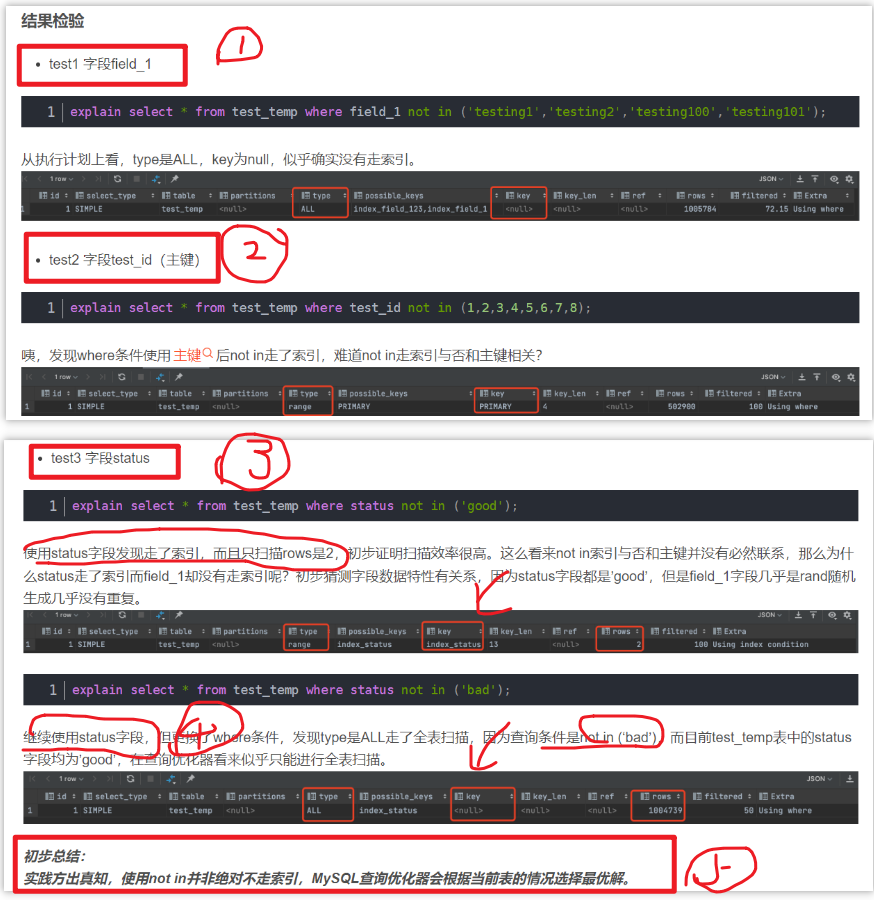 结果检验
1
• test1 字段field_1
1 explain select * from test_temp where field_1 not in ('testing1','testing2','testing100','testing101');
从执行计划上看，type是ALL，key为null，似乎确实没有走索引。
1 row JSON
id select_type table partitions type possible_keys key key_len ref rows filtered Extra
1 1 SIMPLE test_temp <null> ALL index_field_123,index_field_1 <null> <null> <null> 1005784 72.15 Using where
2
• test2 字段test_id（主键）
1 explain select * from test_temp where test_id not in (1,2,3,4,5,6,7,8);
咦，发现where条件使用 主键 后not in走了索引，难道not in走索引与否和主键相关？
1 row JSON
id select_type table partitions type possible_keys key key_len ref rows filtered Extra
1 1 SIMPLE test_temp <null> range PRIMARY PRIMARY 4 <null> 502900 100 Using where
3
• test3 字段status
1 explain select * from test_temp where status not in ('good');
使用status字段发现走了索引，而且只扫描rows是2，初步证明扫描效率很高。这么看来not in索引与否和主键并没有必然联系，那么为什
么status走了索引而field_1却没有走索引呢？初步猜测字段数据特性有关系，因为status字段都是'good'，但是field_1字段几乎是rand随机
生成几乎没有重复。
1 row JSON
id select_type table partitions type possible_keys key key_len ref rows filtered Extra
1 1 SIMPLE test_temp <null> range index_status index_status 13 <null> 2 100 Using index condition
1 explain select * from test_temp where status not in ('bad');
4
继续使用status字段，但更换了where条件，发现type是ALL走了全表扫描，因为查询条件是not in ('bad')，而目前test_temp表中的status
字段均为'good'，在查询优化器看来似乎只能进行全表扫描。
1 row JSON
id select_type table partitions type possible_keys key key_len ref rows filtered Extra
1 1 SIMPLE test_temp <null> ALL index_status <null> <null> <null> 1004739 50 Using where
初步总结：
实践方出真知，使用not in并非绝对不走索引，MySQL查询优化器会根据当前表的情况选择最优解。
5